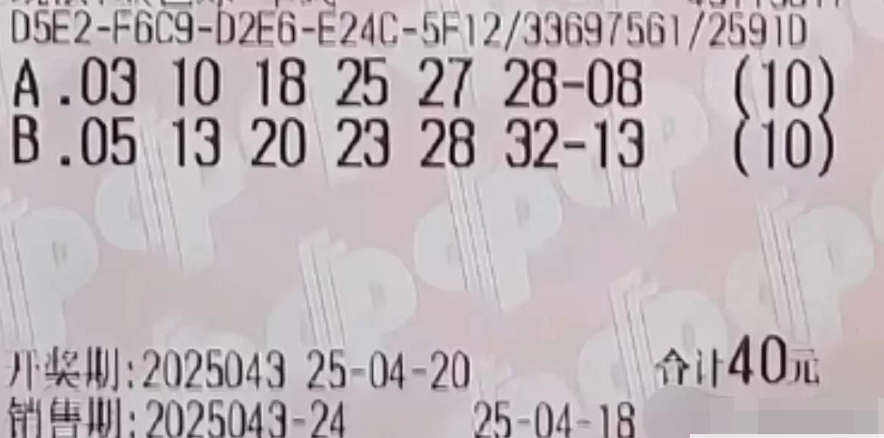 D5E2-F6C9-D2E6-E24C-5F12/33697561/2591D
A.03 10 18 25 27 28-08 (10)
B.05 13 20 23 28 32-13 (10)
开奖期:2025043 25-04-20 合计40元
销售期:2025043-24 25-04-18